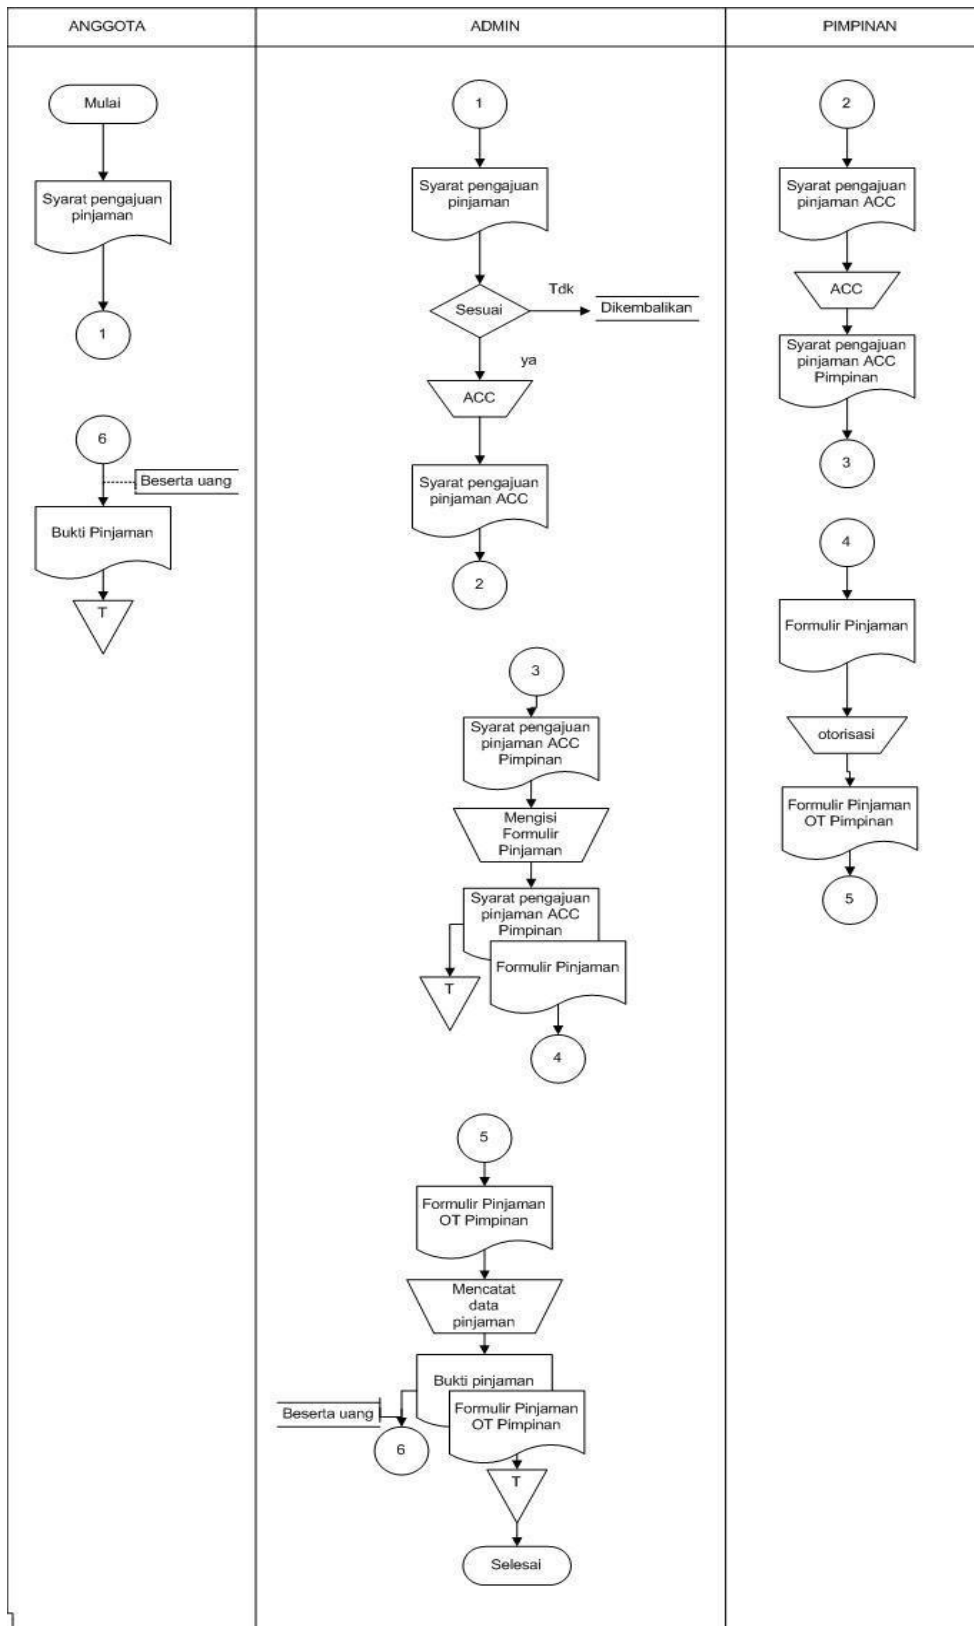 ANGGOTA
ADMIN
PIMPINAN
Mulai
Syarat pengajuan
pinjaman
1
6
Beserta uang
Bukti Pinjaman
T
1
Syarat pengajuan
pinjaman
Sesuai
Tdk
Dikembalikan
ya
ACC
Syarat pengajuan
pinjaman ACC
2
3
Syarat pengajuan
pinjaman ACC
Pimpinan
Mengisi
Formulir
Pinjaman
Syarat pengajuan
pinjaman ACC
Pimpinan
Formulir Pinjaman
T
4
5
Formulir Pinjaman
OT Pimpinan
Mencatat
data
pinjaman
Bukti pinjaman
Formulir Pinjaman
OT Pimpinan
Beserta uang
6
T
Selesai
2
Syarat pengajuan
pinjaman ACC
ACC
Syarat pengajuan
pinjaman ACC
Pimpinan
3
4
Formulir Pinjaman
otorisasi
Formulir Pinjaman
OT Pimpinan
5